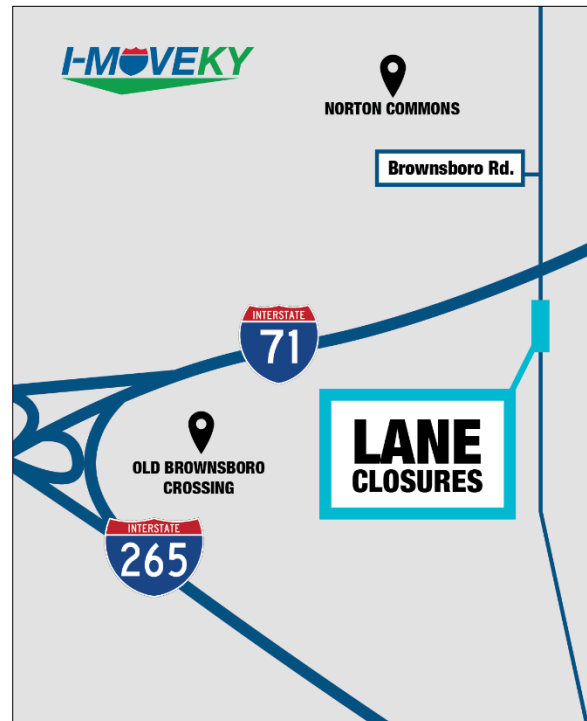 I-MOVEKY
NORTON COMMONS
Brownsboro Rd.
INTERSTATE
71
LANE
CLOSURES
OLD BROWNSBORO
CROSSING
INTERSTATE
265